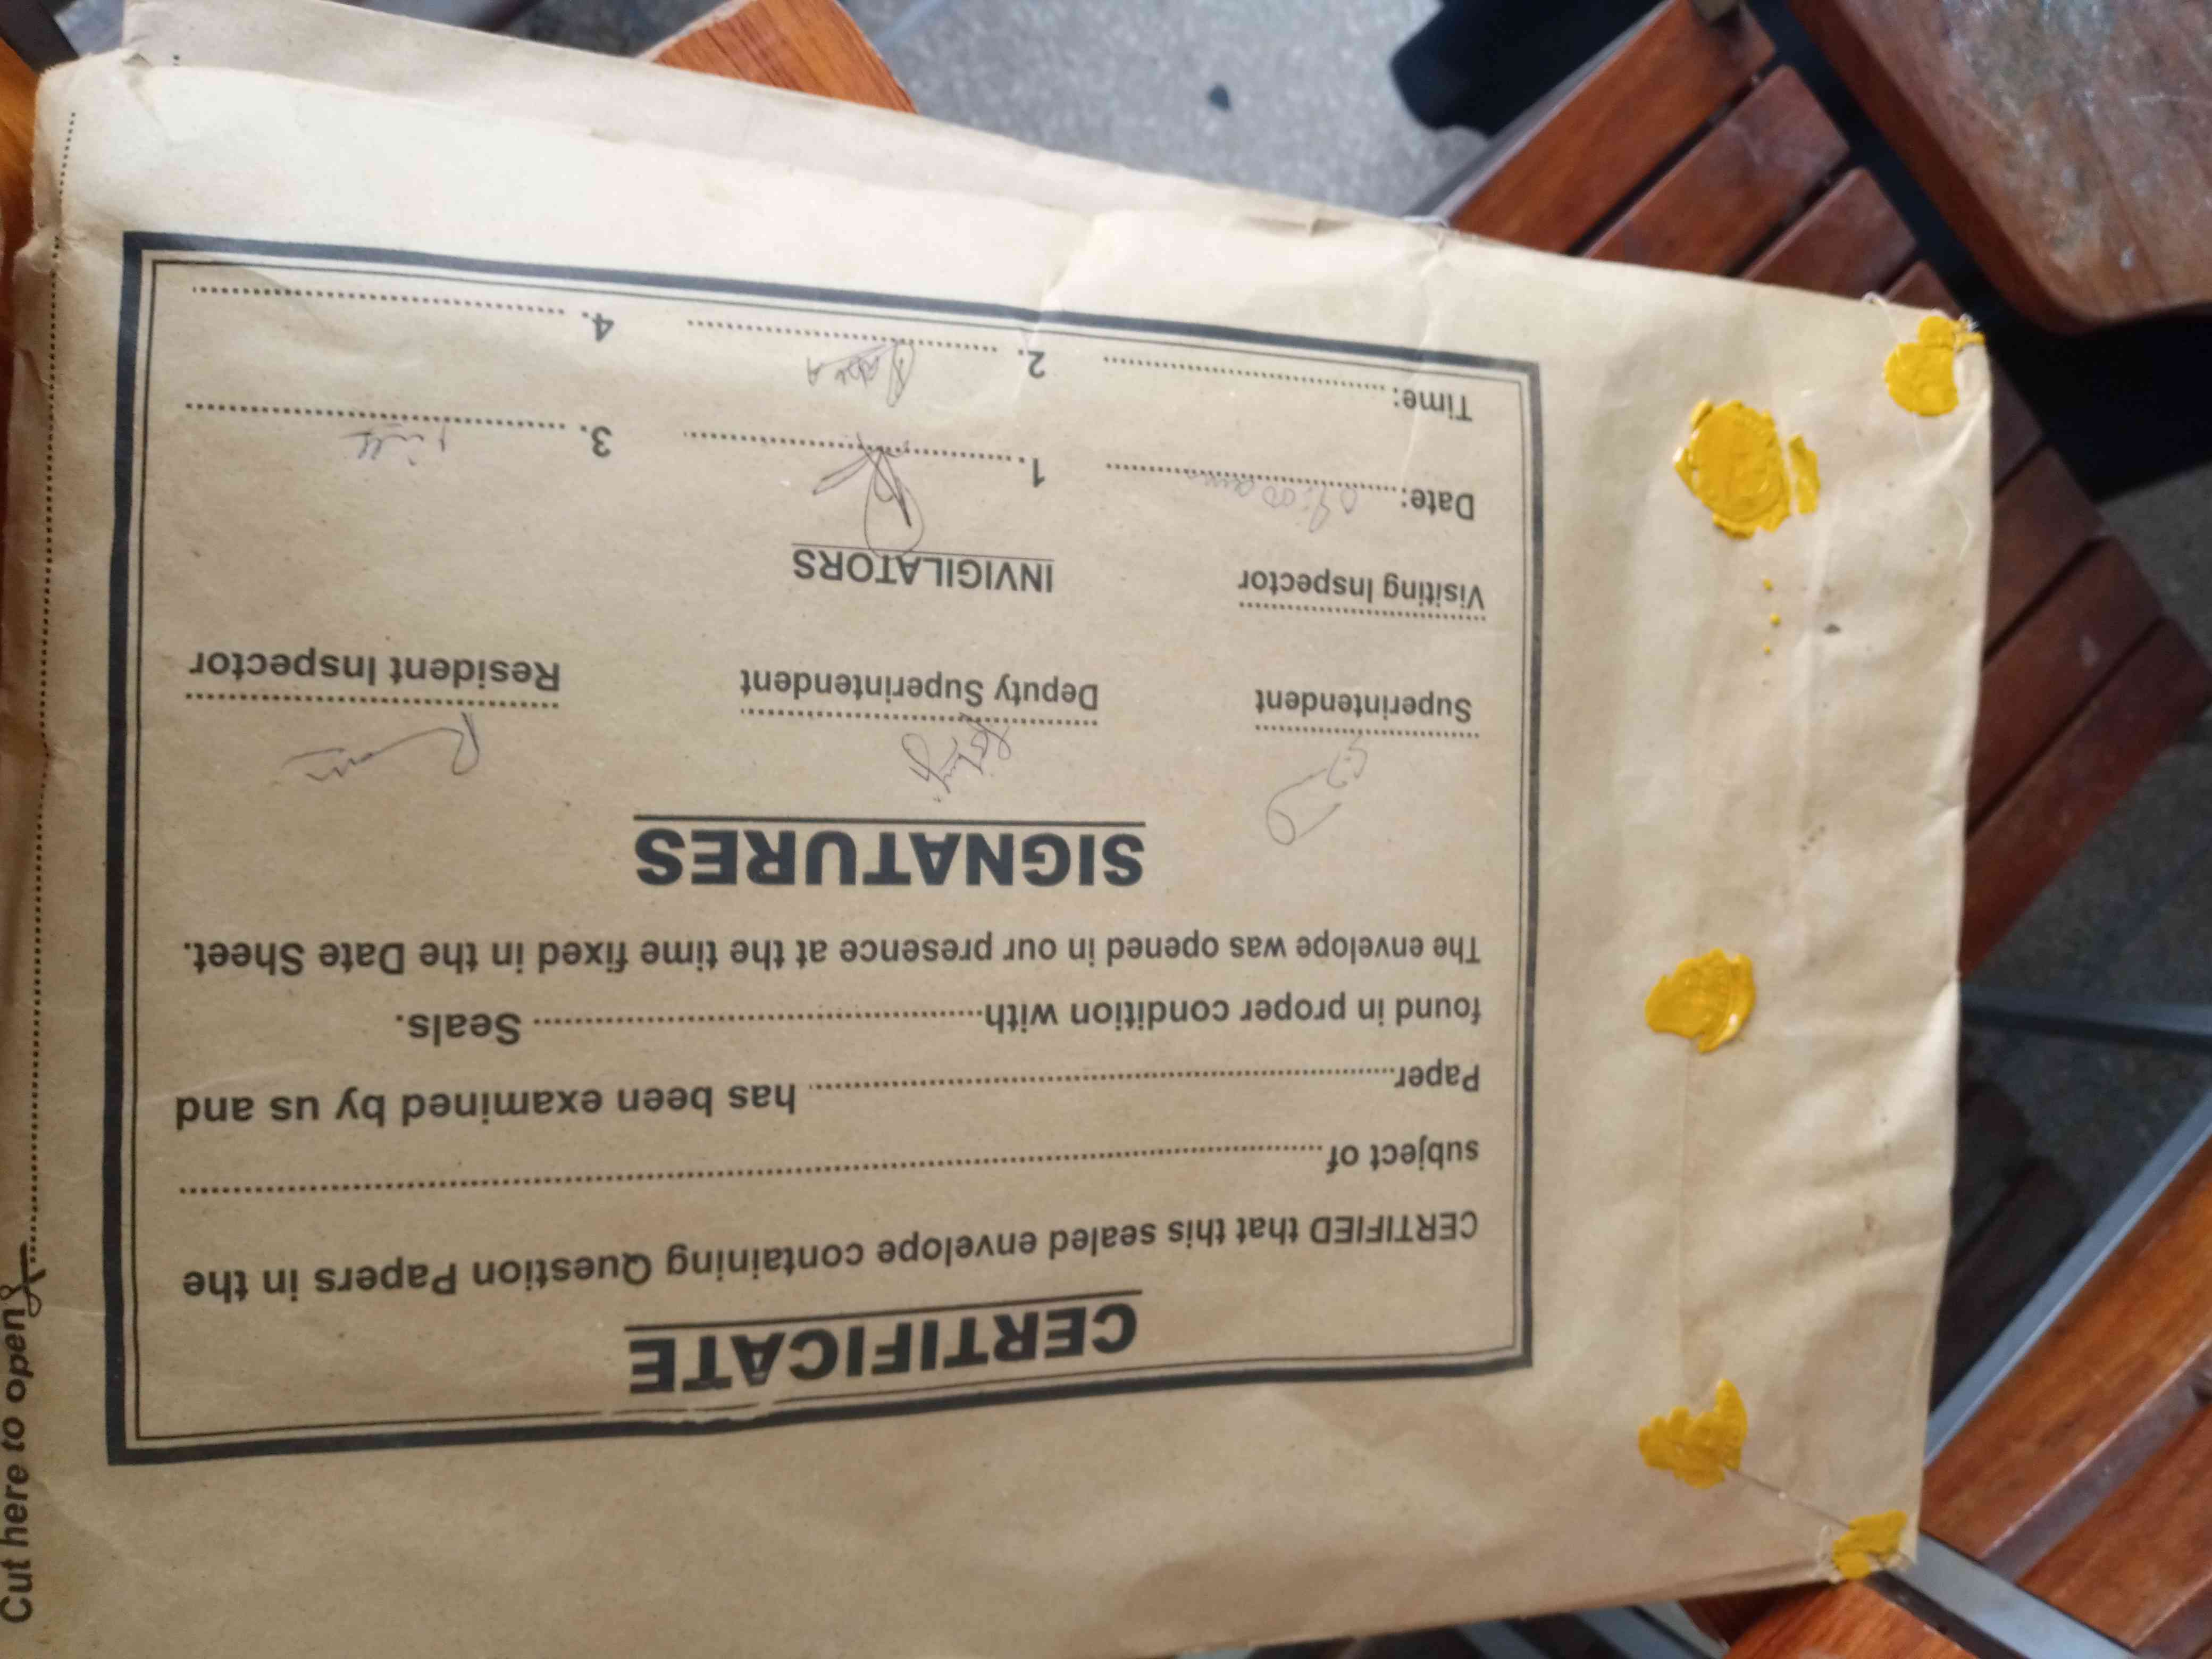 CERTIFICATE
CERTIFIED that this sealed envelope containing Question Papers in the
subject of ........................................
Paper........................................ has been examined by us and
found in proper condition with........................................ Seals.
The envelope was opened in our presence at the time fixed in the Date Sheet.
SIGNATURES
Superintendent Deputy Superintendent Resident Inspector
Visiting Inspector INVIGILATORS
Date: ........................ 1. ........................ 3. ........................
Time: ........................ 2. ........................ 4. ........................
Cut here to open